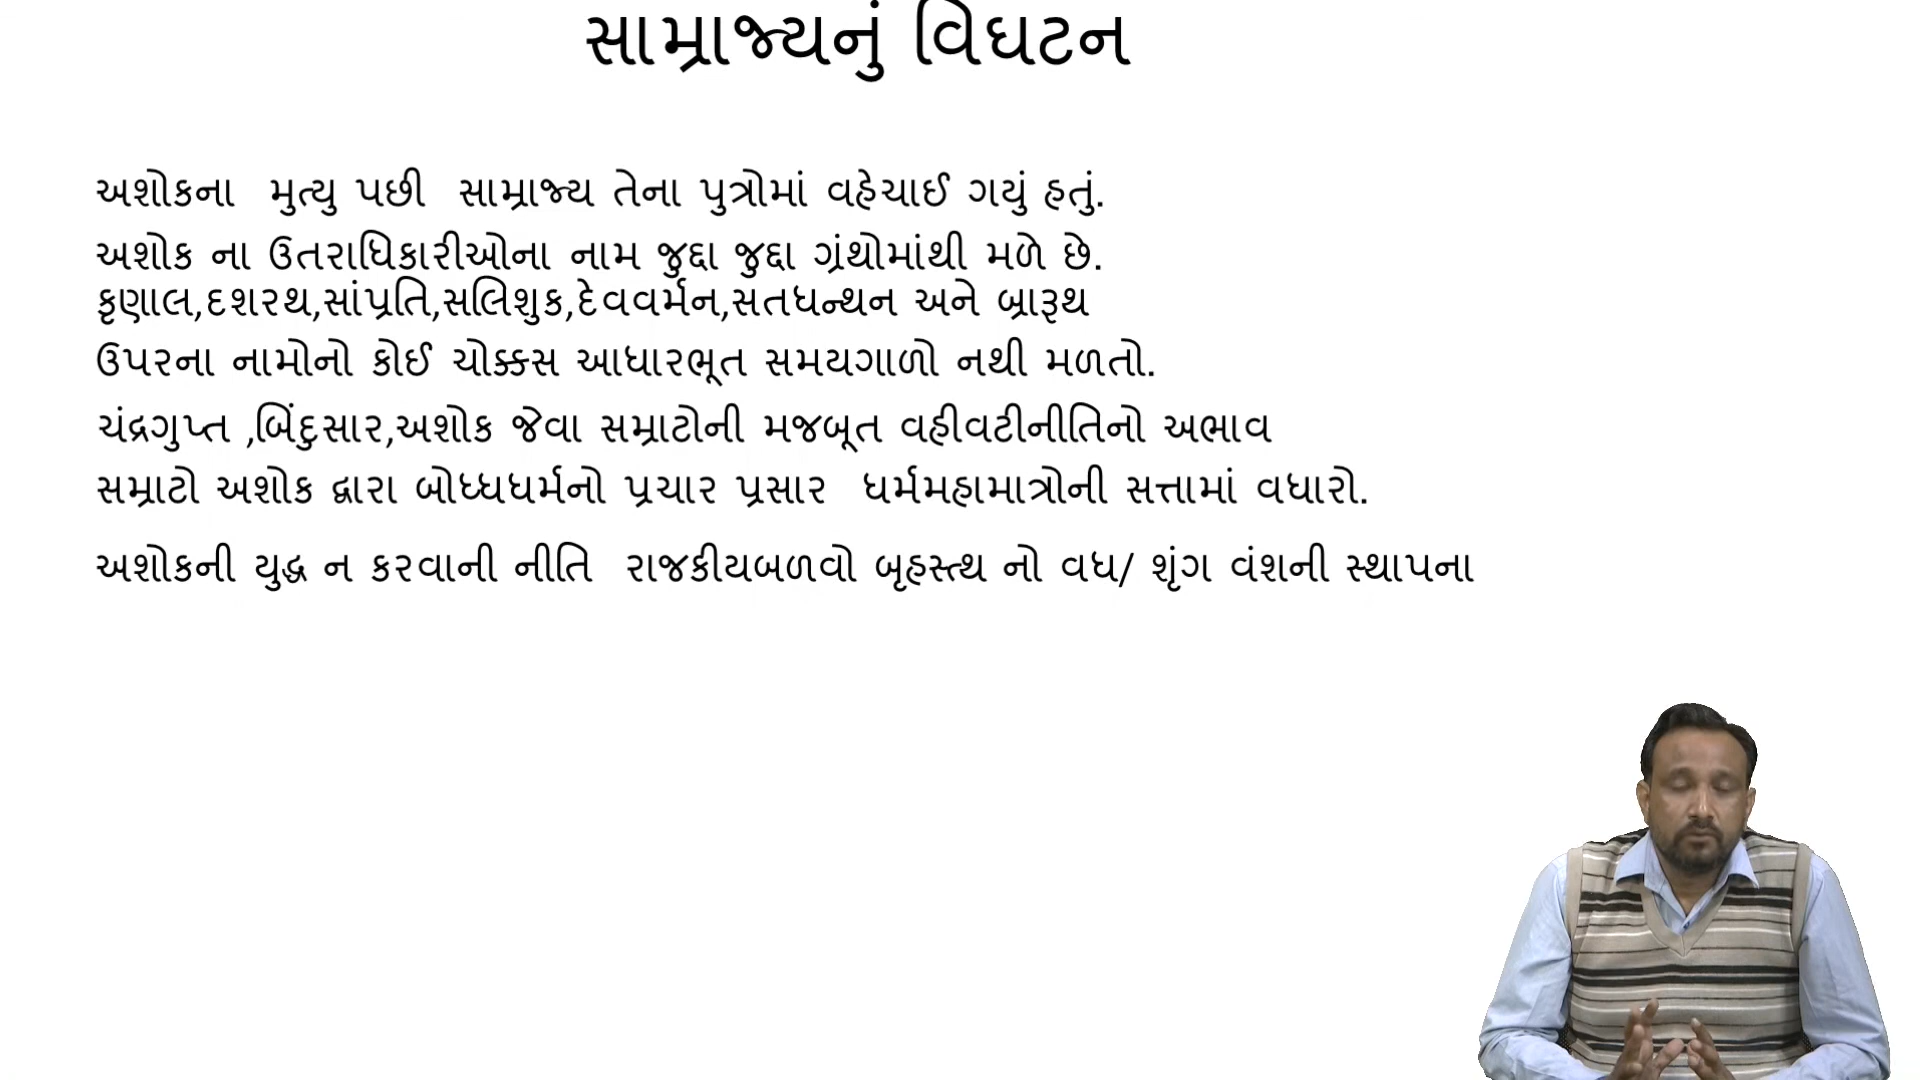 સામ્રાજ્યનું વિઘટન
અશોકના મુત્યુ પછી સામ્રાજ્ય તેના પુત્રોમાં વહેચાઈ ગયું હતું.
અશોક ના ઉતરાધિકારીઓના નામ જુદ્દા જુદ્દા ગ્રંથોમાંથી મળે છે.
કૃણાલ,દશરથ,સાંપ્રતિ,સલિશુક,દેવવર્મન,સતધન્થન અને બ્રારૂથ
ઉપરના નામોનો કોઈ ચોક્કસ આધારભૂત સમયગાળો નથી મળતો.
ચંદ્રગુપ્ત ,બિંદુસાર,અશોક જેવા સમ્રાટોની મજબૂત વહીવટીનીતિનો અભાવ
સમ્રાટો અશોક દ્વારા બોધ્ધધર્મનો પ્રચાર પ્રસાર ધર્મમહામાત્રોની સત્તામાં વધારો.
અશોકની યુદ્ધ ન કરવાની નીતિ રાજકીયબળવો બૃહસ્ત્થ નો વધ/ શૃંગ વંશની સ્થાપના